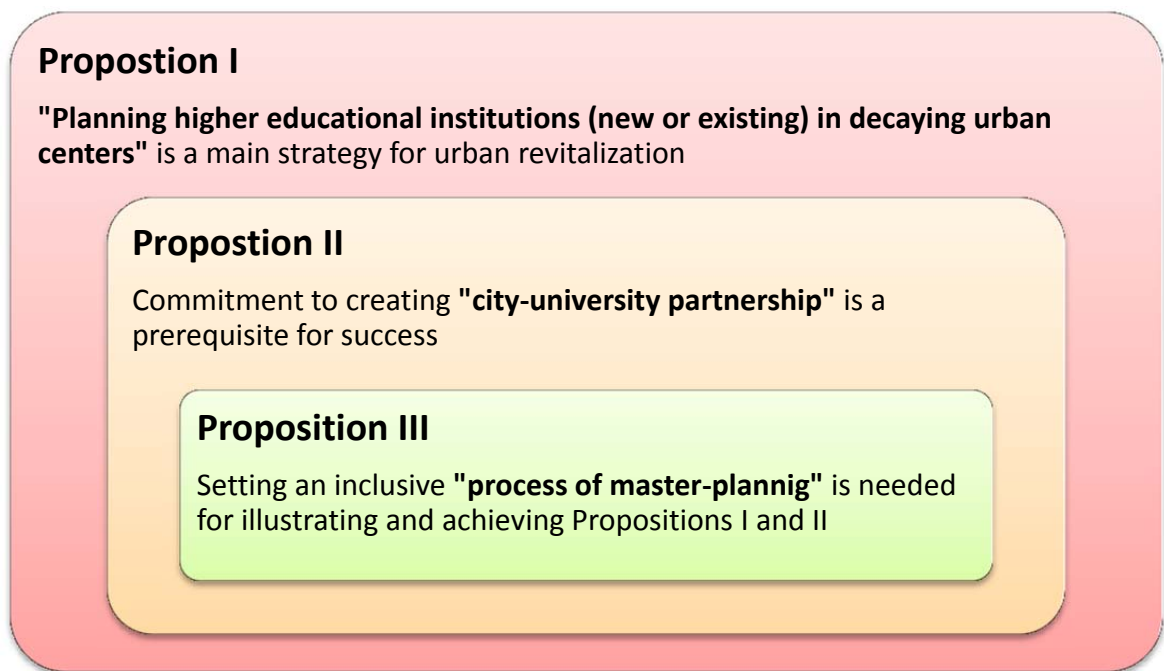 Propostion I
"Planning higher educational institutions (new or existing) in decaying urban
centers" is a main strategy for urban revitalization
Propostion II
Commitment to creating "city-university partnership" is a
prerequisite for success
Proposition III
Setting an inclusive "process of master-plannig" is needed
for illustrating and achieving Propositions I and II